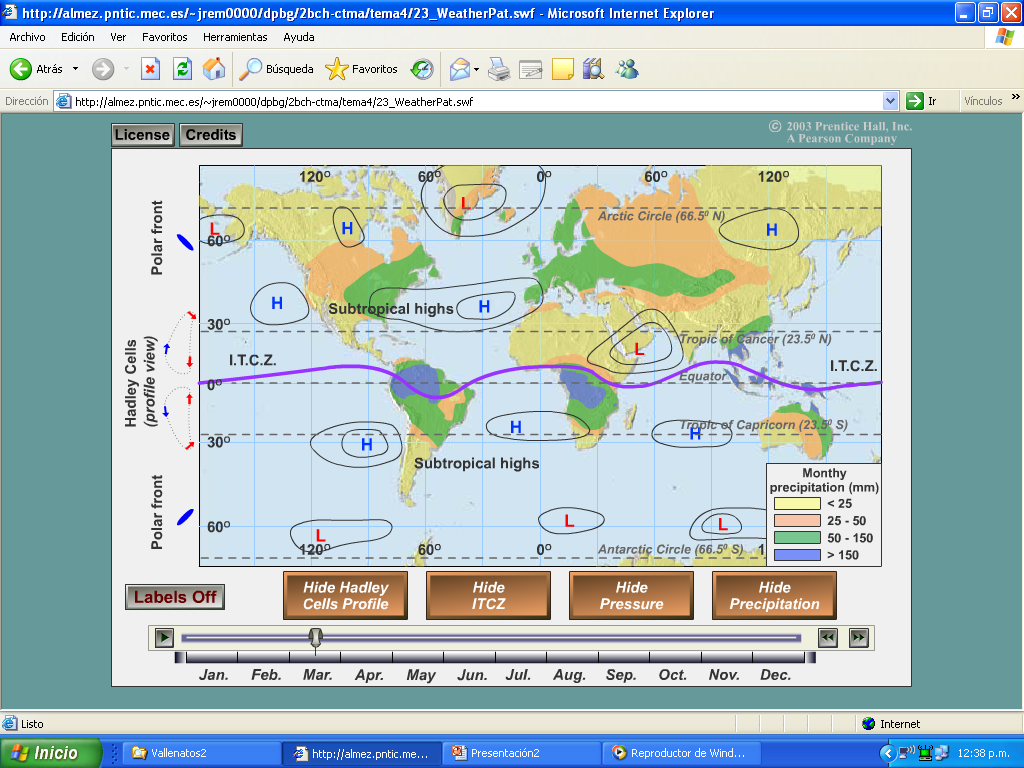 http://almez.pntic.mec.es/~jrem0000/dpbg/2bch-ctma/tema4/23_WeatherPat.swf - Microsoft Internet Explorer
Archivo Edición Ver Favoritos Herramientas Ayuda
Atrás Búsqueda Favoritos
Dirección http://almez.pntic.mec.es/~jrem0000/dpbg/2bch-ctma/tema4/23_WeatherPat.swf Ir Vínculos »
License Credits
© 2003 Prentice Hall, Inc.
A Pearson Company
120° 60° 0° 60° 120°
L
Arctic Circle (66.5° N)
L H H
60°
Polar front
H Subtropical highs H
30°
Tropic of Cancer (23.5° N)
L
I.T.C.Z. I.T.C.Z.
Equator
0°
Hadley Cells
(profile view)
Tropic of Capricorn (23.5° S)
H H H
30°
Subtropical highs
Monthy
precipitation (mm)
< 25
25 - 50
50 - 150
> 150
Polar front
60°
L L L
120° 60° 0° Antarctic Circle (66.5° S) 1
Labels Off
Hide Hadley
Cells Profile
Hide
ITCZ
Hide
Pressure
Hide
Precipitation
Jan. Feb. Mar. Apr. May Jun. Jul. Aug. Sep. Oct. Nov. Dec.
Listo Internet
Inicio Vallenatos2 http://almez.pntic.me... Presentación2 Reproductor de Wind... 12:38 p.m.